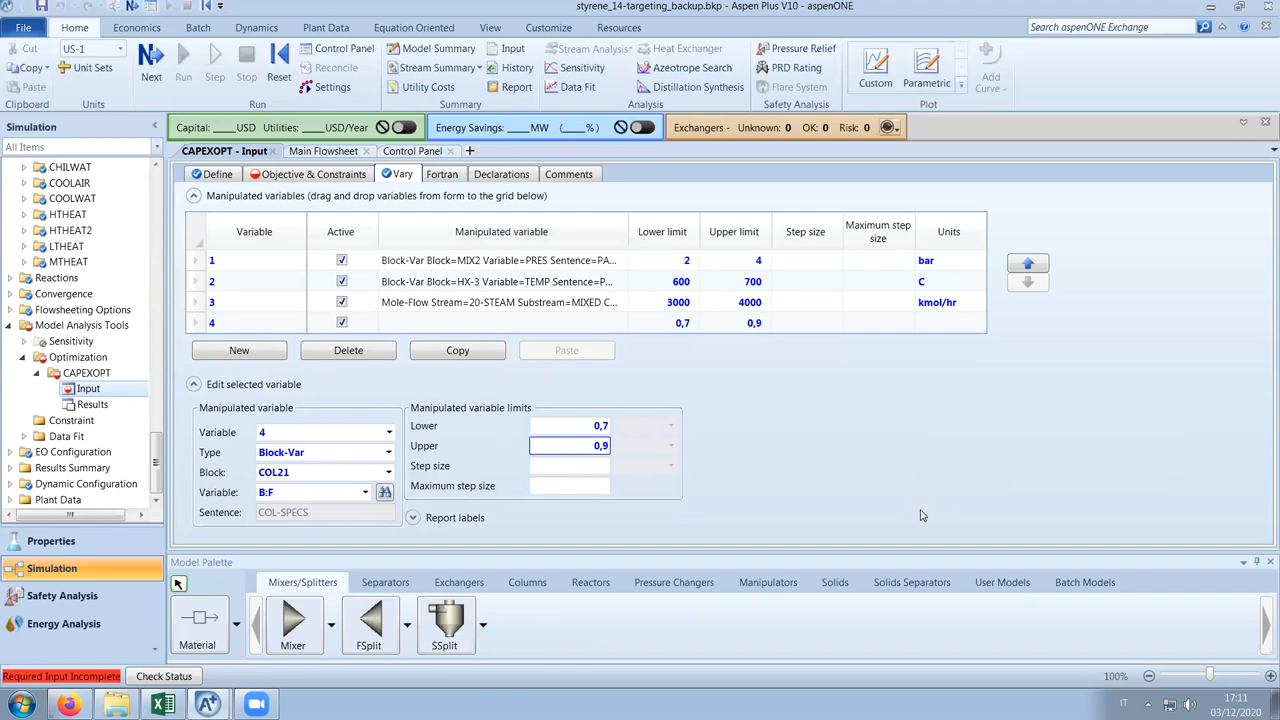 styrene_14-targeting_backup.bkp - Aspen Plus V10 - aspenONE
File Home Economics Batch Dynamics Plant Data Equation Oriented View Customize Resources Search aspenONE Exchange
Cut US-1 Control Panel Model Summary Input Stream Analysis Heat Exchanger Pressure Relief
Copy Unit Sets Next Run Step Stop Reset Reconcile Stream Summary History Sensitivity Azeotrope Search PRD Rating Custom Parametric Add Curve
Paste Settings Utility Costs Report Data Fit Distillation Synthesis Flare System
Clipboard Units Run Summary Analysis Safety Analysis Plot
Capital: ____ USD Utilities: ____ USD/Year Energy Savings: ____ MW (____ %) Exchangers - Unknown: 0 OK: 0 Risk: 0
Simulation
All Items
CHILWAT
COOLAIR
COOLWAT
HTHEAT
HTHEAT2
LTHEAT
MTHEAT
Reactions
Convergence
Flowsheeting Options
Model Analysis Tools
Sensitivity
Optimization
CAPEXOPT
Input
Results
Constraint
Data Fit
EO Configuration
Results Summary
Dynamic Configuration
Plant Data
Properties
Simulation
Safety Analysis
Energy Analysis
CAPEXOPT - Input Main Flowsheet Control Panel
Define Objective & Constraints Vary Fortran Declarations Comments
Manipulated variables (drag and drop variables from form to the grid below)
Variable Active Manipulated variable Lower limit Upper limit Step size Maximum step size Units
1 Block-Var Block=MIX2 Variable=PRES Sentence=PA... 2 4 bar
2 Block-Var Block=HX-3 Variable=TEMP Sentence=P... 600 700 C
3 Mole-Flow Stream=20-STEAM Substream=MIXED C... 3000 4000 kmol/hr
4 0,7 0,9
New Delete Copy Paste
Edit selected variable
Manipulated variable
Variable 4
Type Block-Var
Block: COL21
Variable: B:F
Sentence: COL-SPECS
Manipulated variable limits
Lower 0,7
Upper 0,9
Step size
Maximum step size
Report labels
Model Palette
Mixers/Splitters Separators Exchangers Columns Reactors Pressure Changers Manipulators Solids Solids Separators User Models Batch Models
Material Mixer FSplit SSplit
Required Input Incomplete Check Status 100%
IT 17:11
03/12/2020